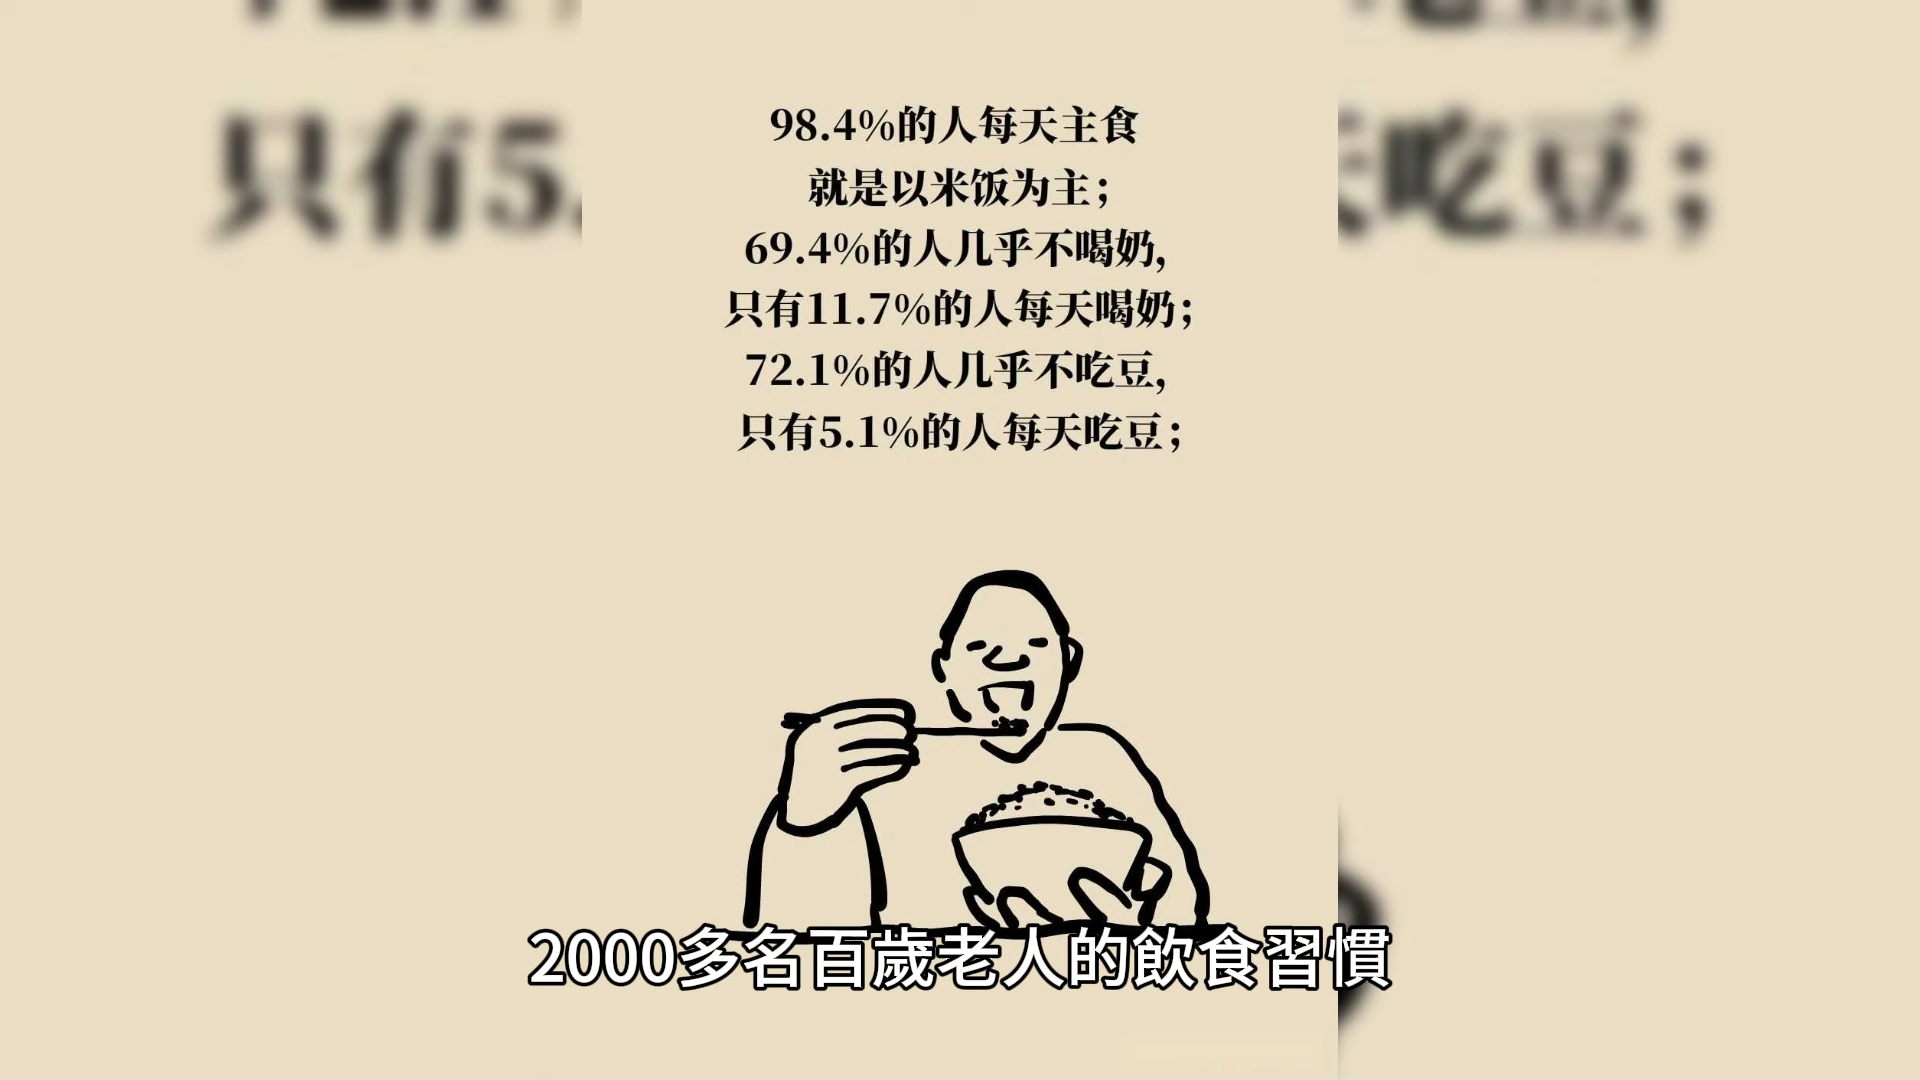 98.4%的人每天主食
就是以米饭为主；
69.4%的人几乎不喝奶，
只有11.7%的人每天喝奶；
72.1%的人几乎不吃豆，
只有5.1%的人每天吃豆；
2000多名百歲老人的飲食習慣